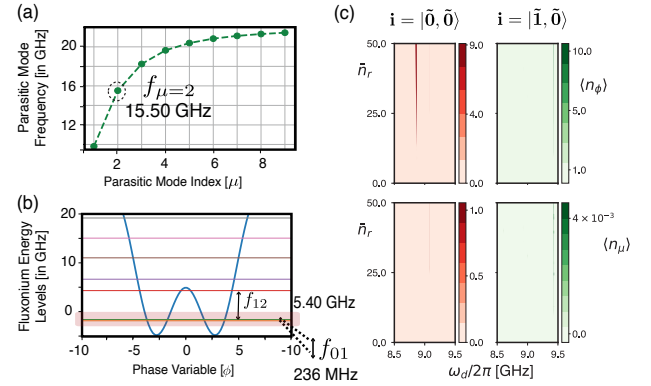 (a)
Parasitic Mode
Frequency [in GHz]
20
16
12
f_{μ=2}
15.50 GHz
2 4 6 8
Parasitic Mode Index [μ]
(b)
Fluxonium Energy
Levels [in GHz]
20
10
0
f_{12}
5.40 GHz
-10 -5 0 5 -10
f_{01}
Phase Variable [ϕ]
236 MHz
(c)
i = |0̃, 0̃⟩ i = |1̃, 0̃⟩
n̄_r
50.0
25.0
0.0
9.0
4.0
0.0
10.0
5.0
1.0
⟨n_ϕ⟩
n̄_r
50.0
25.0
50.0
1.0
0.5
0.0
4 × 10⁻³
0.0
⟨n_μ⟩
8.5 9 9.5 8.5 9 9.5
ω_d/2π [GHz]